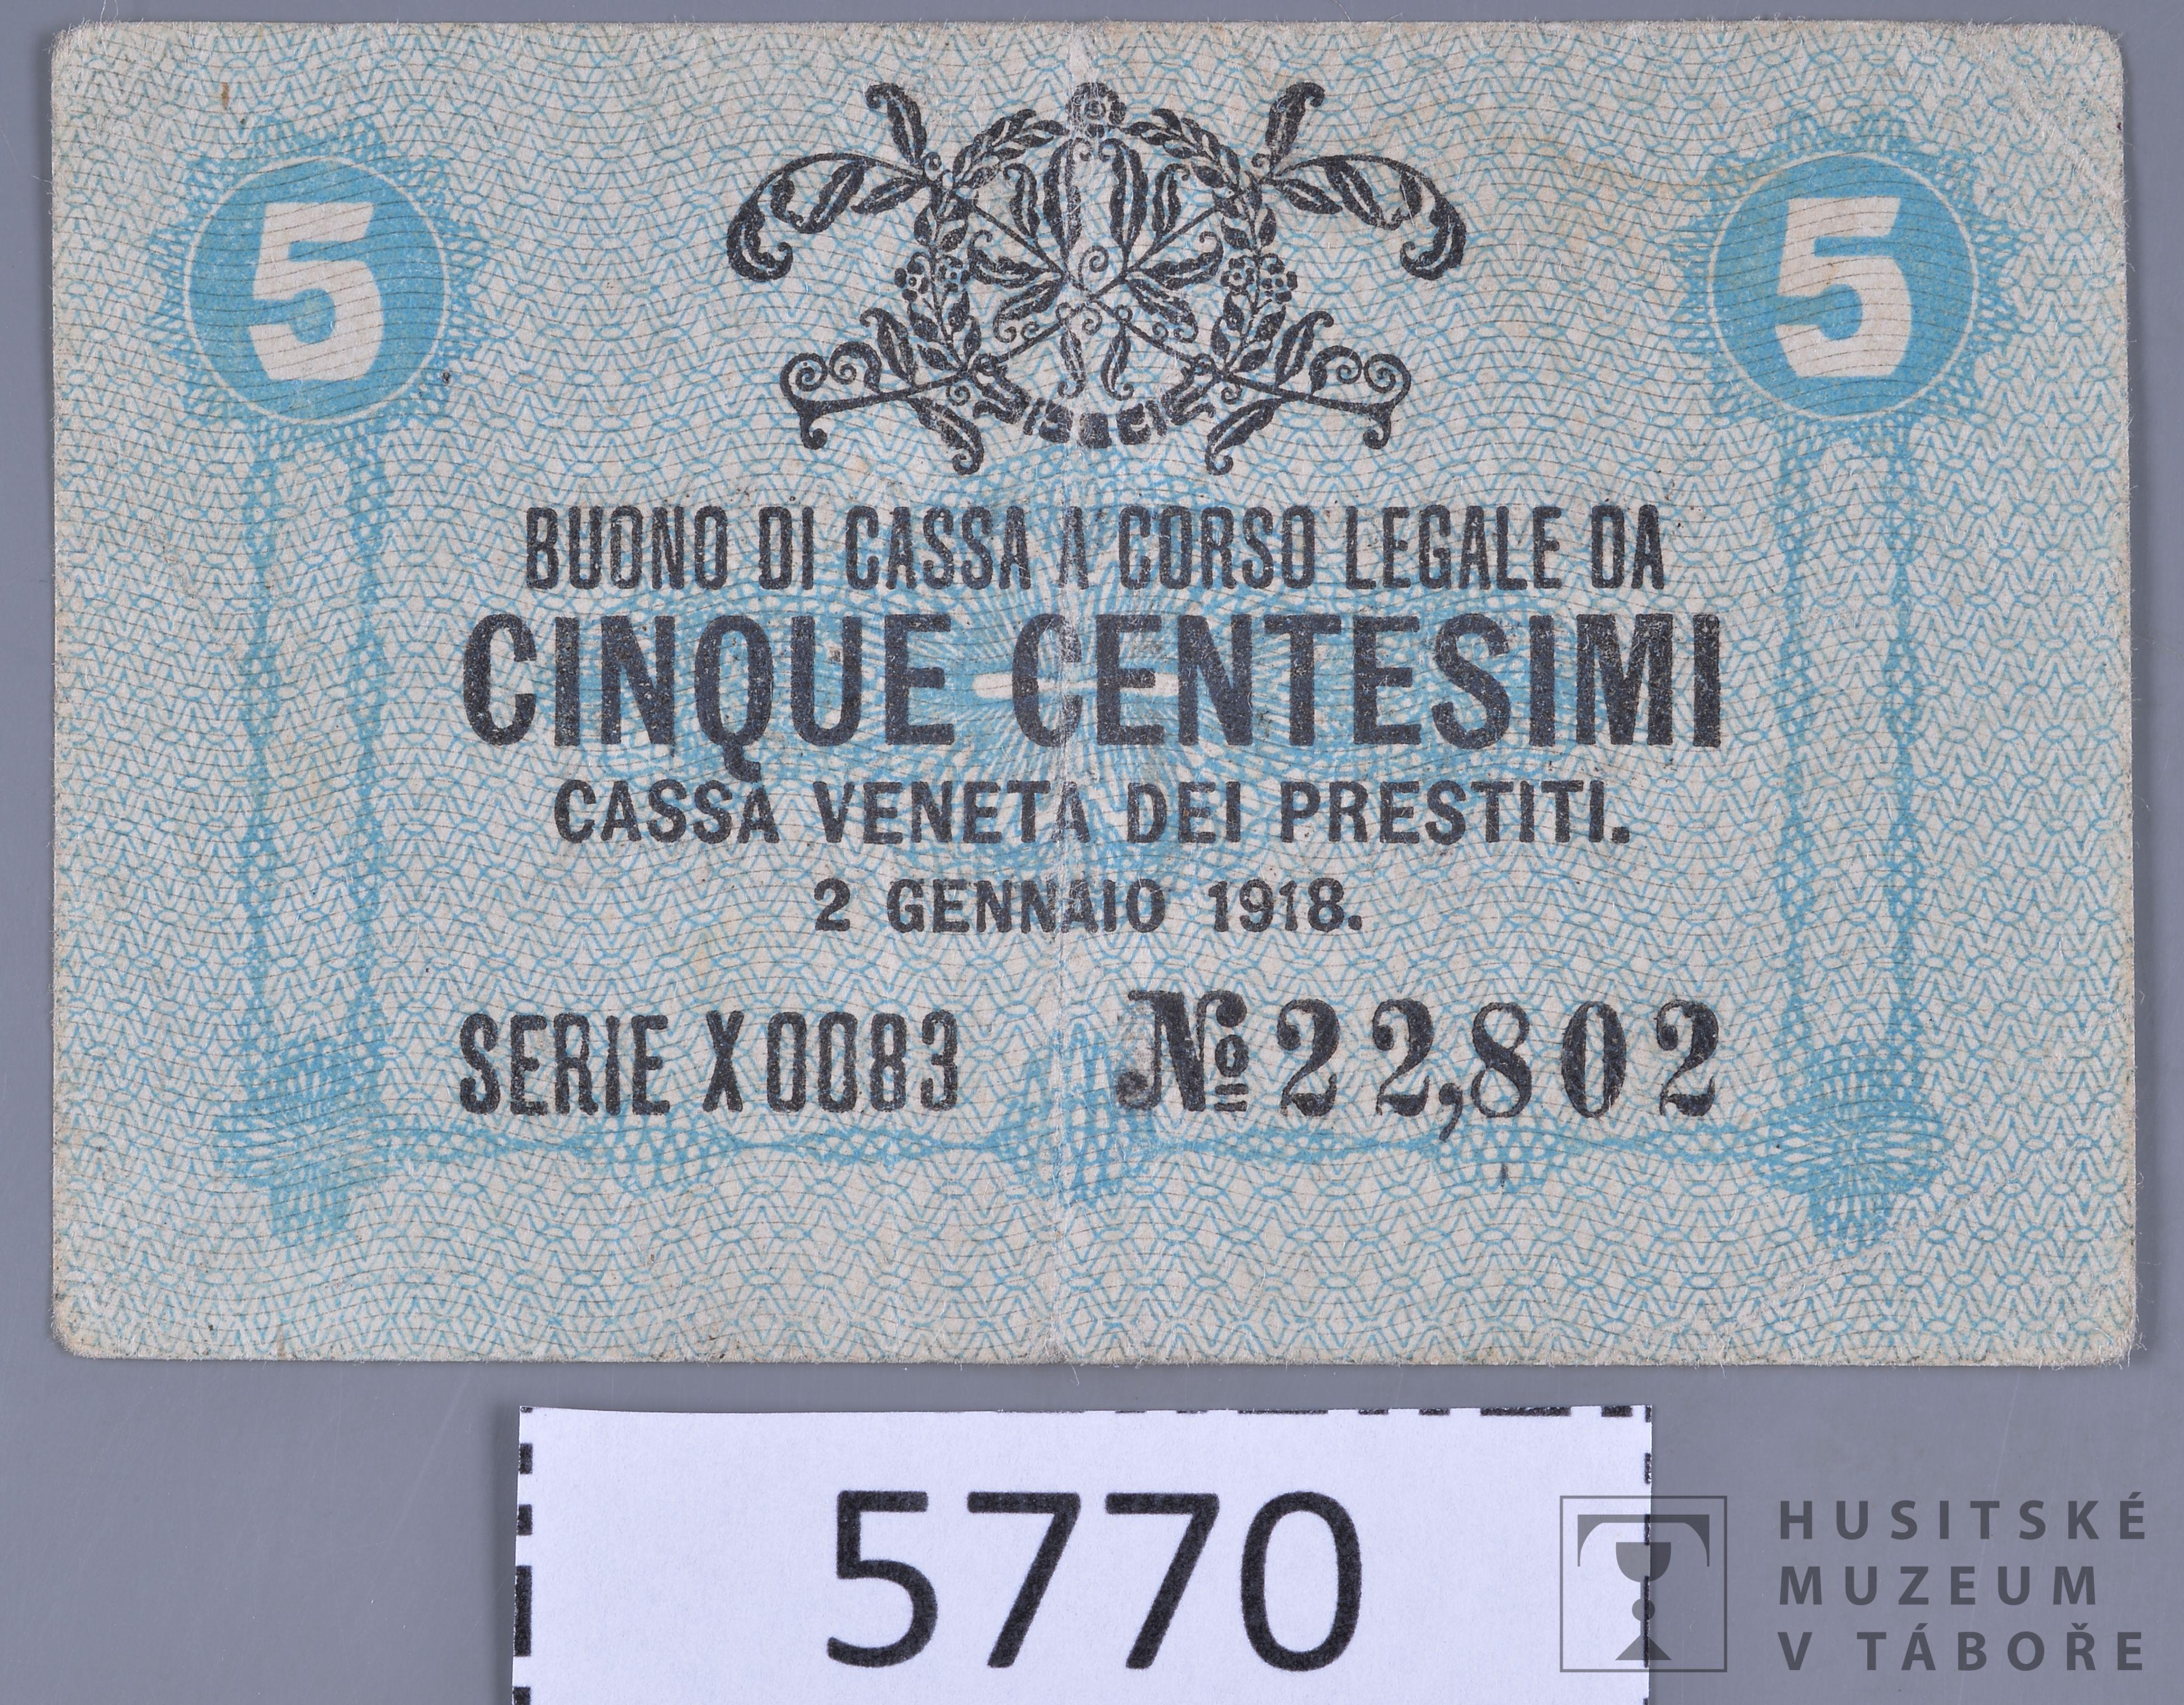 5
5
BUONO DI CASSA A CORSO LEGALE DA
CINQUE CENTESIMI
CASSA VENETA DEI PRESTITI.
2 GENNAIO 1918.
SERIE X0083 № 22,802
5770
HUSITSKÉ
MUZEUM
V TÁBOŘE